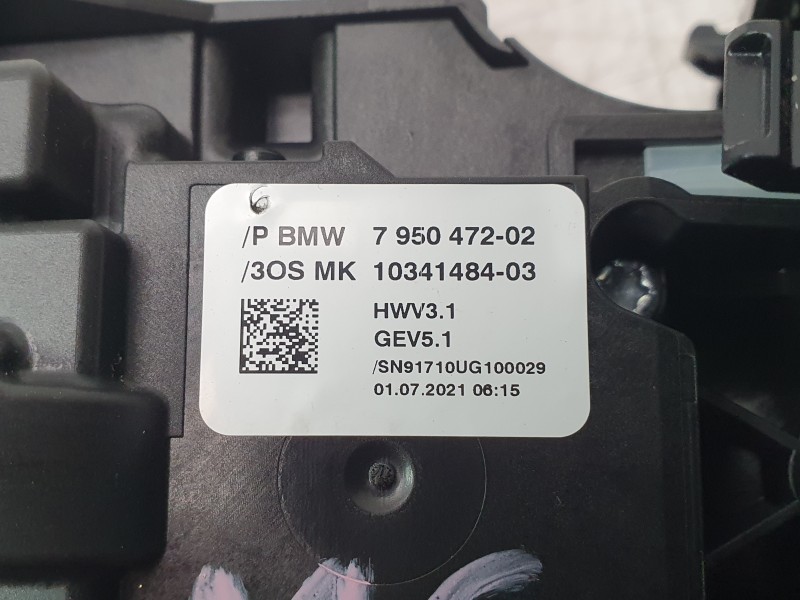 6
/P BMW 7 950 472-02
/3OS MK 10341484-03
HWV3.1
GEV5.1
/SN91710UG100029
01.07.2021 06:15